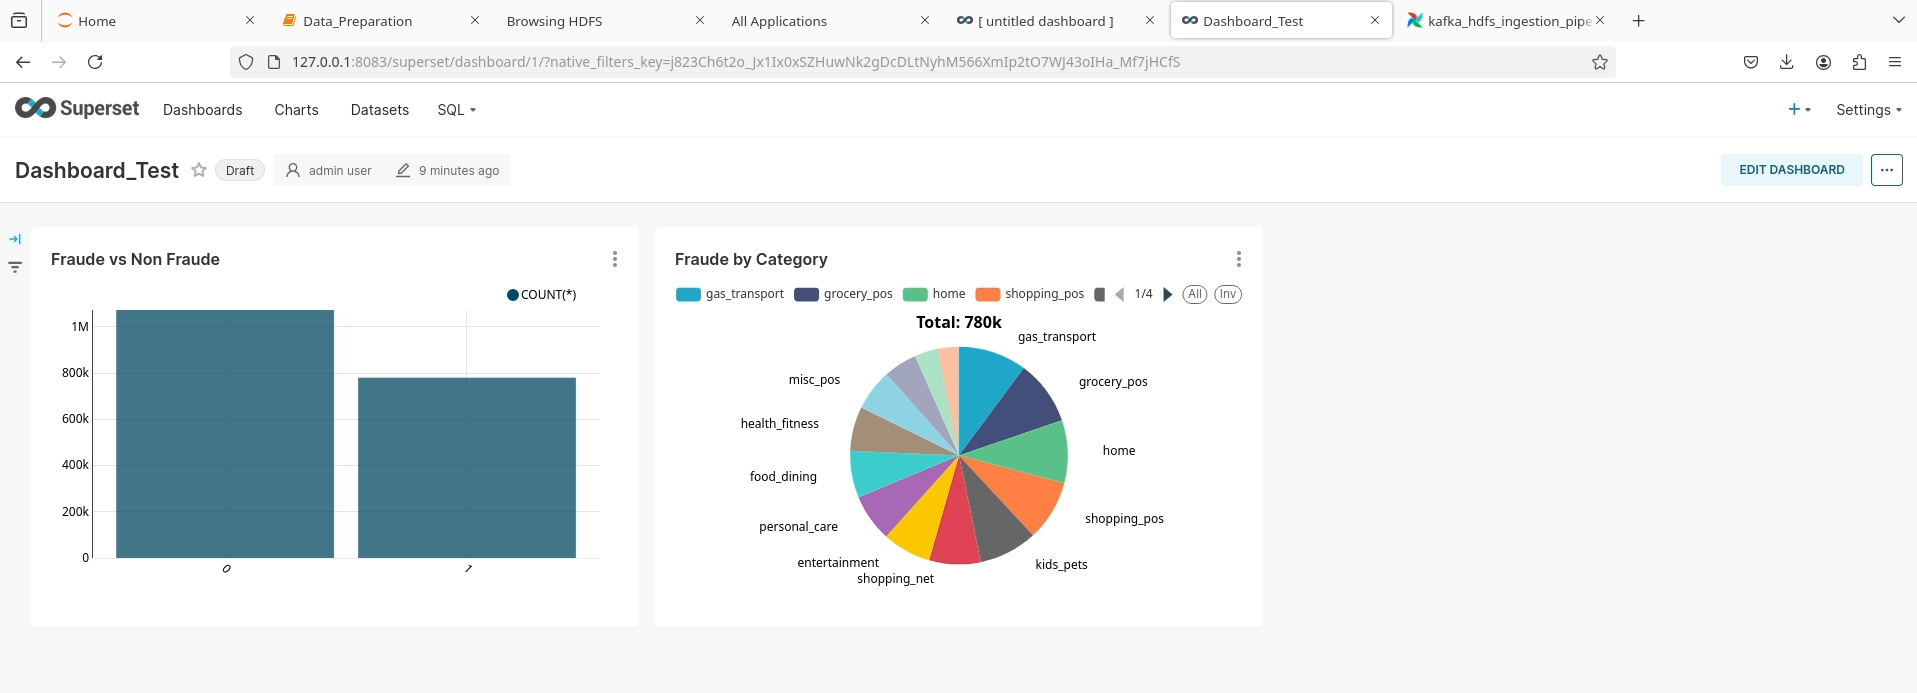 Home
Data_Preparation
Browsing HDFS
All Applications
[ untitled dashboard ]
Dashboard_Test
kafka_hdfs_ingestion_pipe
127.0.0.1:8083/superset/dashboard/1/?native_filters_key=j823Ch6t2o_Jx1Ix0xSZHuwNk2gDcDLtNyhM566XmIp2tO7WJ43oIHa_Mf7jHCfS
Superset
Dashboards
Charts
Datasets
SQL
Settings
Dashboard_Test
Draft
admin user
9 minutes ago
EDIT DASHBOARD
Fraude vs Non Fraude
COUNT(*)
1M
800k
600k
400k
200k
0
0
1
Fraude by Category
gas_transport
grocery_pos
home
shopping_pos
1/4
All
Inv
Total: 780k
gas_transport
grocery_pos
home
shopping_pos
kids_pets
shopping_net
entertainment
personal_care
food_dining
health_fitness
misc_pos